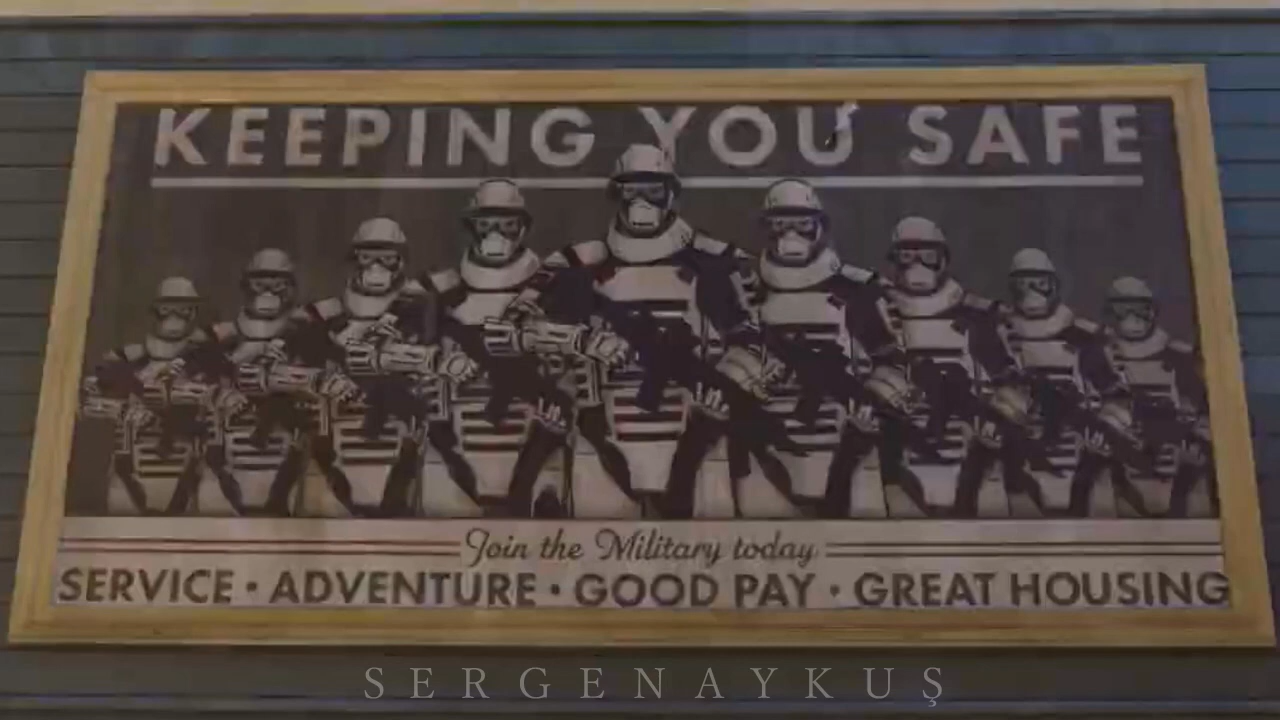 KEEPING YOU SAFE
Join the Military today
SERVICE • ADVENTURE • GOOD PAY • GREAT HOUSING
SERGENAYKUŞ